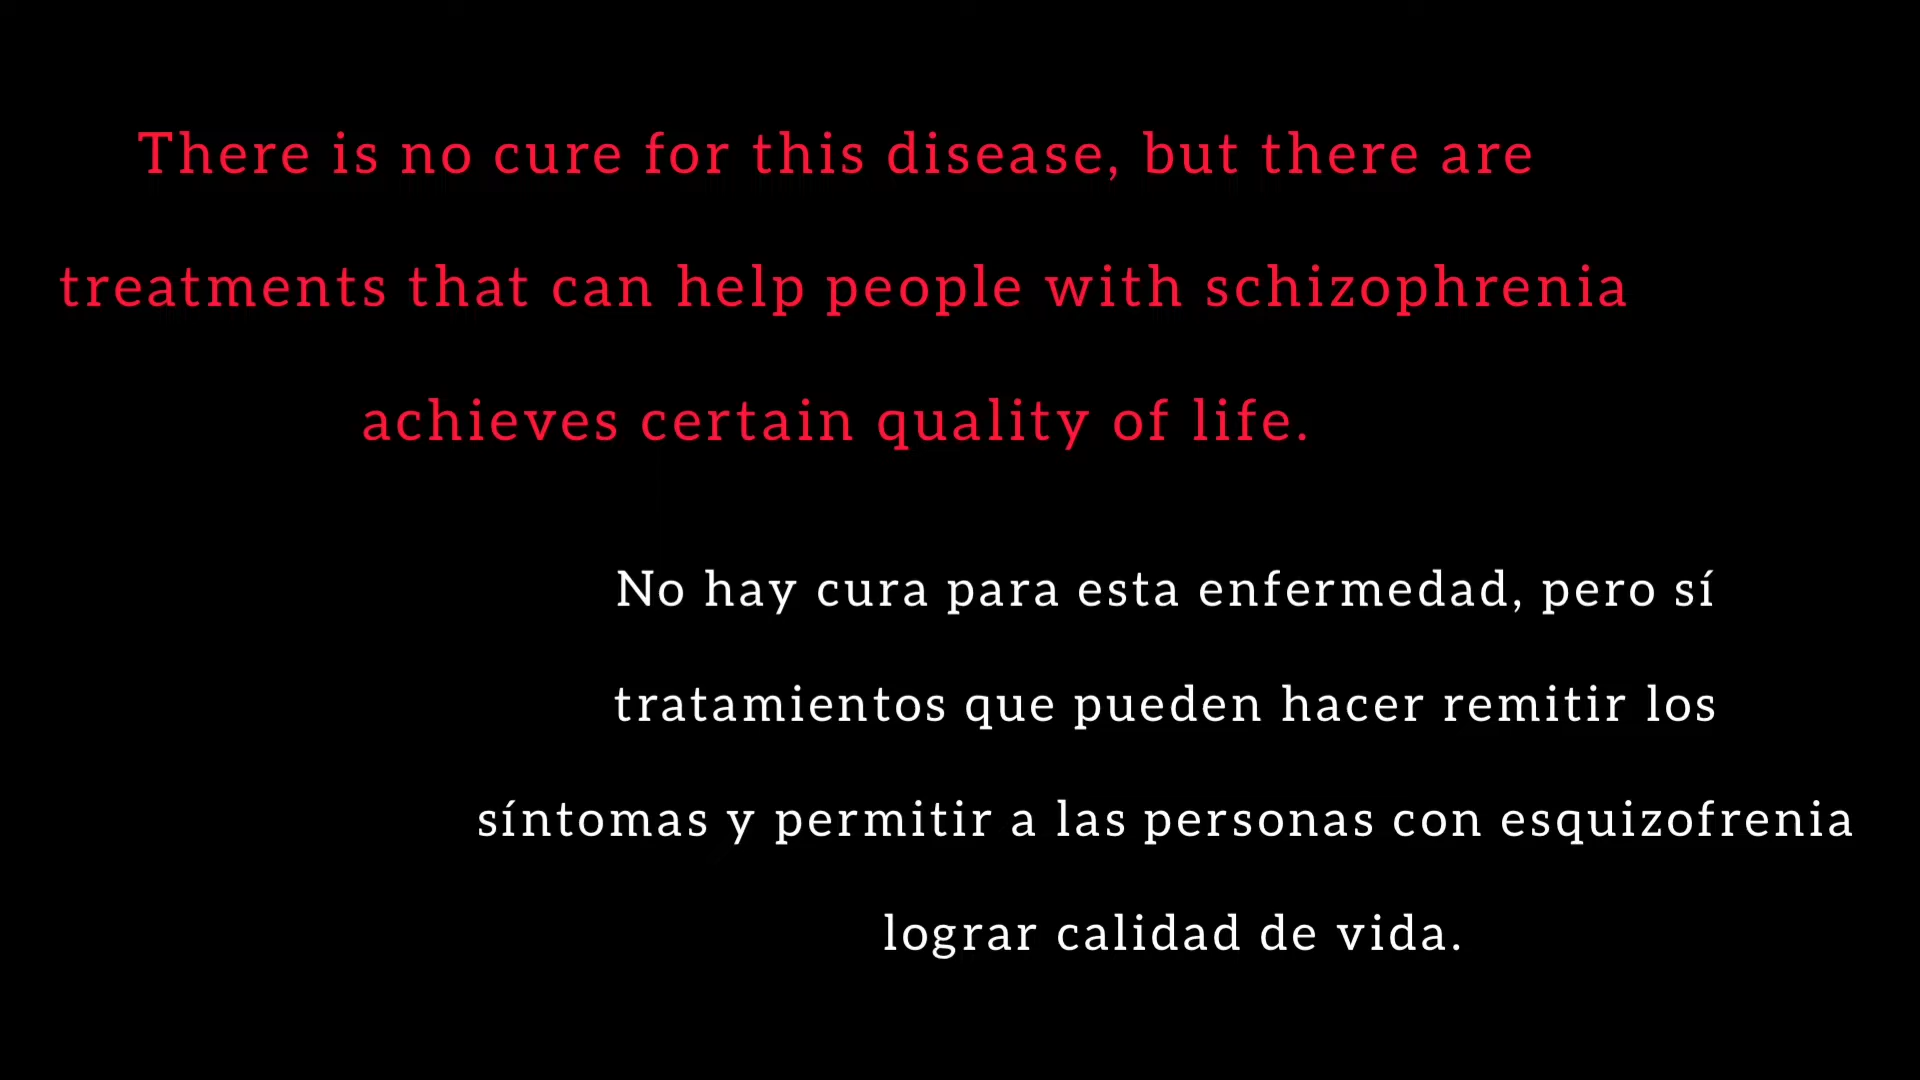 There is no cure for this disease, but there are
treatments that can help people with schizophrenia
achieves certain quality of life.
No hay cura para esta enfermedad, pero sí
tratamientos que pueden hacer remitir los
síntomas y permitir a las personas con esquizofrenia
lograr calidad de vida.